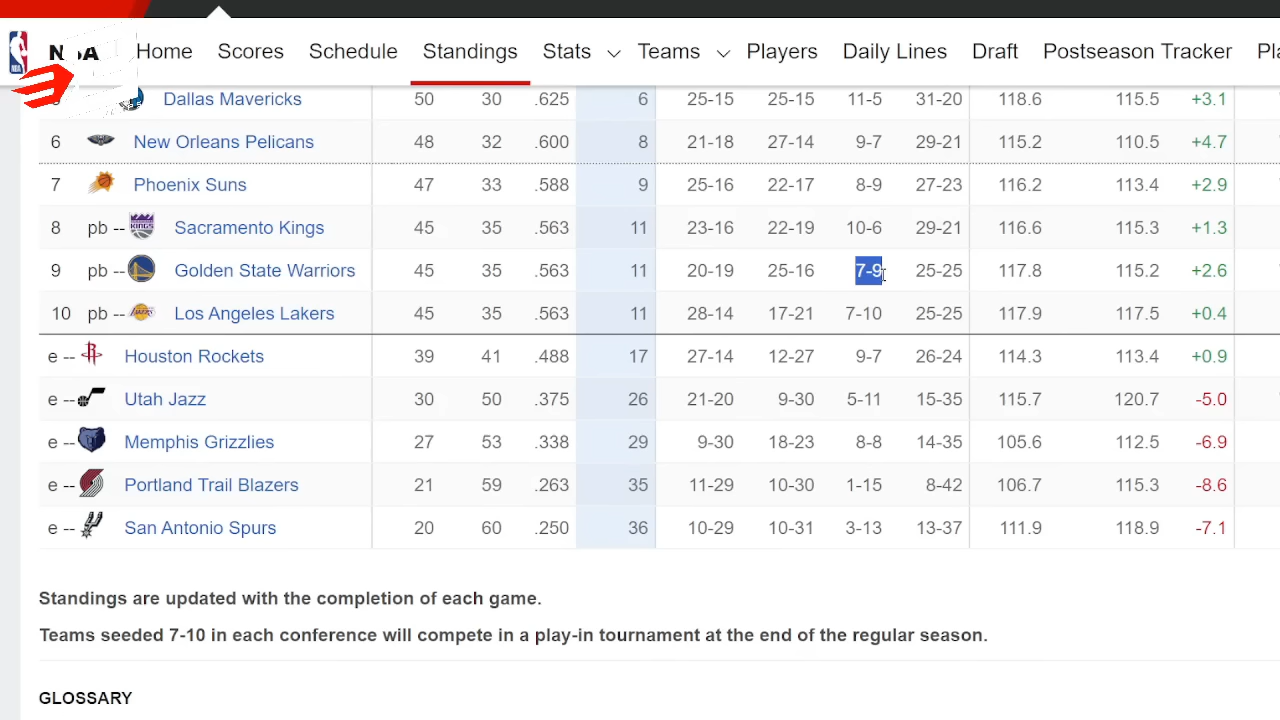 NBA Home Scores Schedule Standings Stats Teams Players Daily Lines Draft Postseason Tracker
Dallas Mavericks 50 30 .625 6 25-15 25-15 11-5 31-20 118.6 115.5 +3.1
6 New Orleans Pelicans 48 32 .600 8 21-18 27-14 9-7 29-21 115.2 110.5 +4.7
7 Phoenix Suns 47 33 .588 9 25-16 22-17 8-9 27-23 116.2 113.4 +2.9
8 pb -- Sacramento Kings 45 35 .563 11 23-16 22-19 10-6 29-21 116.6 115.3 +1.3
9 pb -- Golden State Warriors 45 35 .563 11 20-19 25-16 7-9 25-25 117.8 115.2 +2.6
10 pb -- Los Angeles Lakers 45 35 .563 11 28-14 17-21 7-10 25-25 117.9 117.5 +0.4
e -- Houston Rockets 39 41 .488 17 27-14 12-27 9-7 26-24 114.3 113.4 +0.9
e -- Utah Jazz 30 50 .375 26 21-20 9-30 5-11 15-35 115.7 120.7 -5.0
e -- Memphis Grizzlies 27 53 .338 29 9-30 18-23 8-8 14-35 105.6 112.5 -6.9
e -- Portland Trail Blazers 21 59 .263 35 11-29 10-30 1-15 8-42 106.7 115.3 -8.6
e -- San Antonio Spurs 20 60 .250 36 10-29 10-31 3-13 13-37 111.9 118.9 -7.1
Standings are updated with the completion of each game.
Teams seeded 7-10 in each conference will compete in a play-in tournament at the end of the regular season.
GLOSSARY